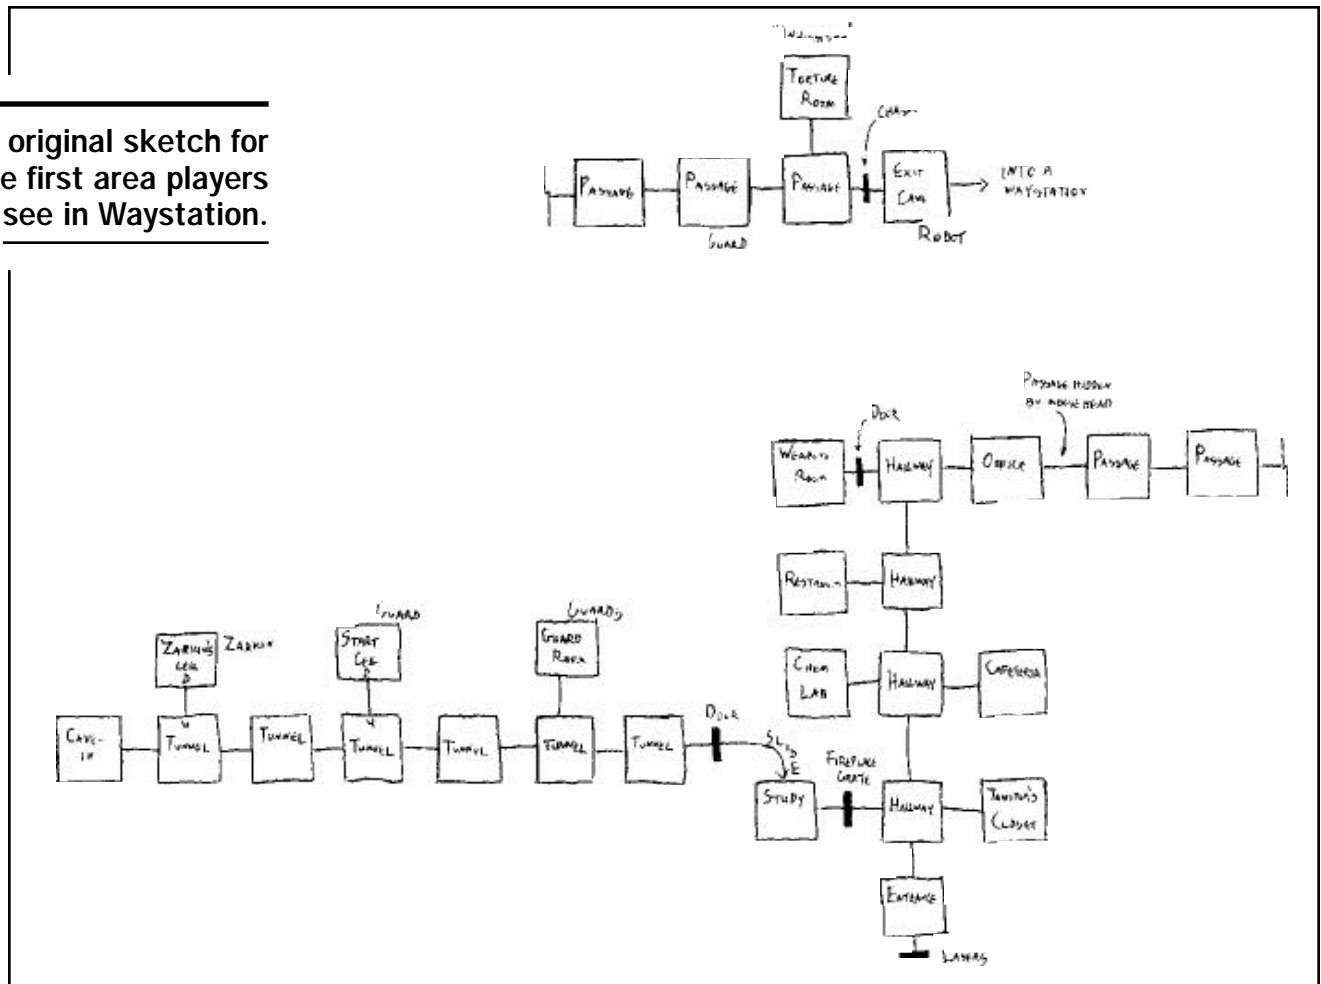 original sketch for
e first area players
see in Waystation.
TORTURE
ROOM
PASSAGE
PASSAGE
PASSAGE
EXIT
CAVE
INTO A
WAYSTATION
GUARD
ROBOT
PASSAGE HIDDEN
BY MOOSE HEAD
DOOR
WEAPONS
ROOM
HALLWAY
OFFICE
PASSAGE
PASSAGE
RESTROOM
HALLWAY
GUARD
GUARDS
ZARKIN'S
CELL
D
ZARKIN
START
CELL
D
GUARD
ROOM
CHEM
LAB
HALLWAY
CAFETERIA
CAVE-
IN
U
TUNNEL
TUNNEL
U
TUNNEL
TUNNEL
TUNNEL
TUNNEL
DOOR
SLIDE
STUDY
FIREPLACE
GRATE
HALLWAY
JANITOR'S
CLOSET
ENTRANCE
LASERS